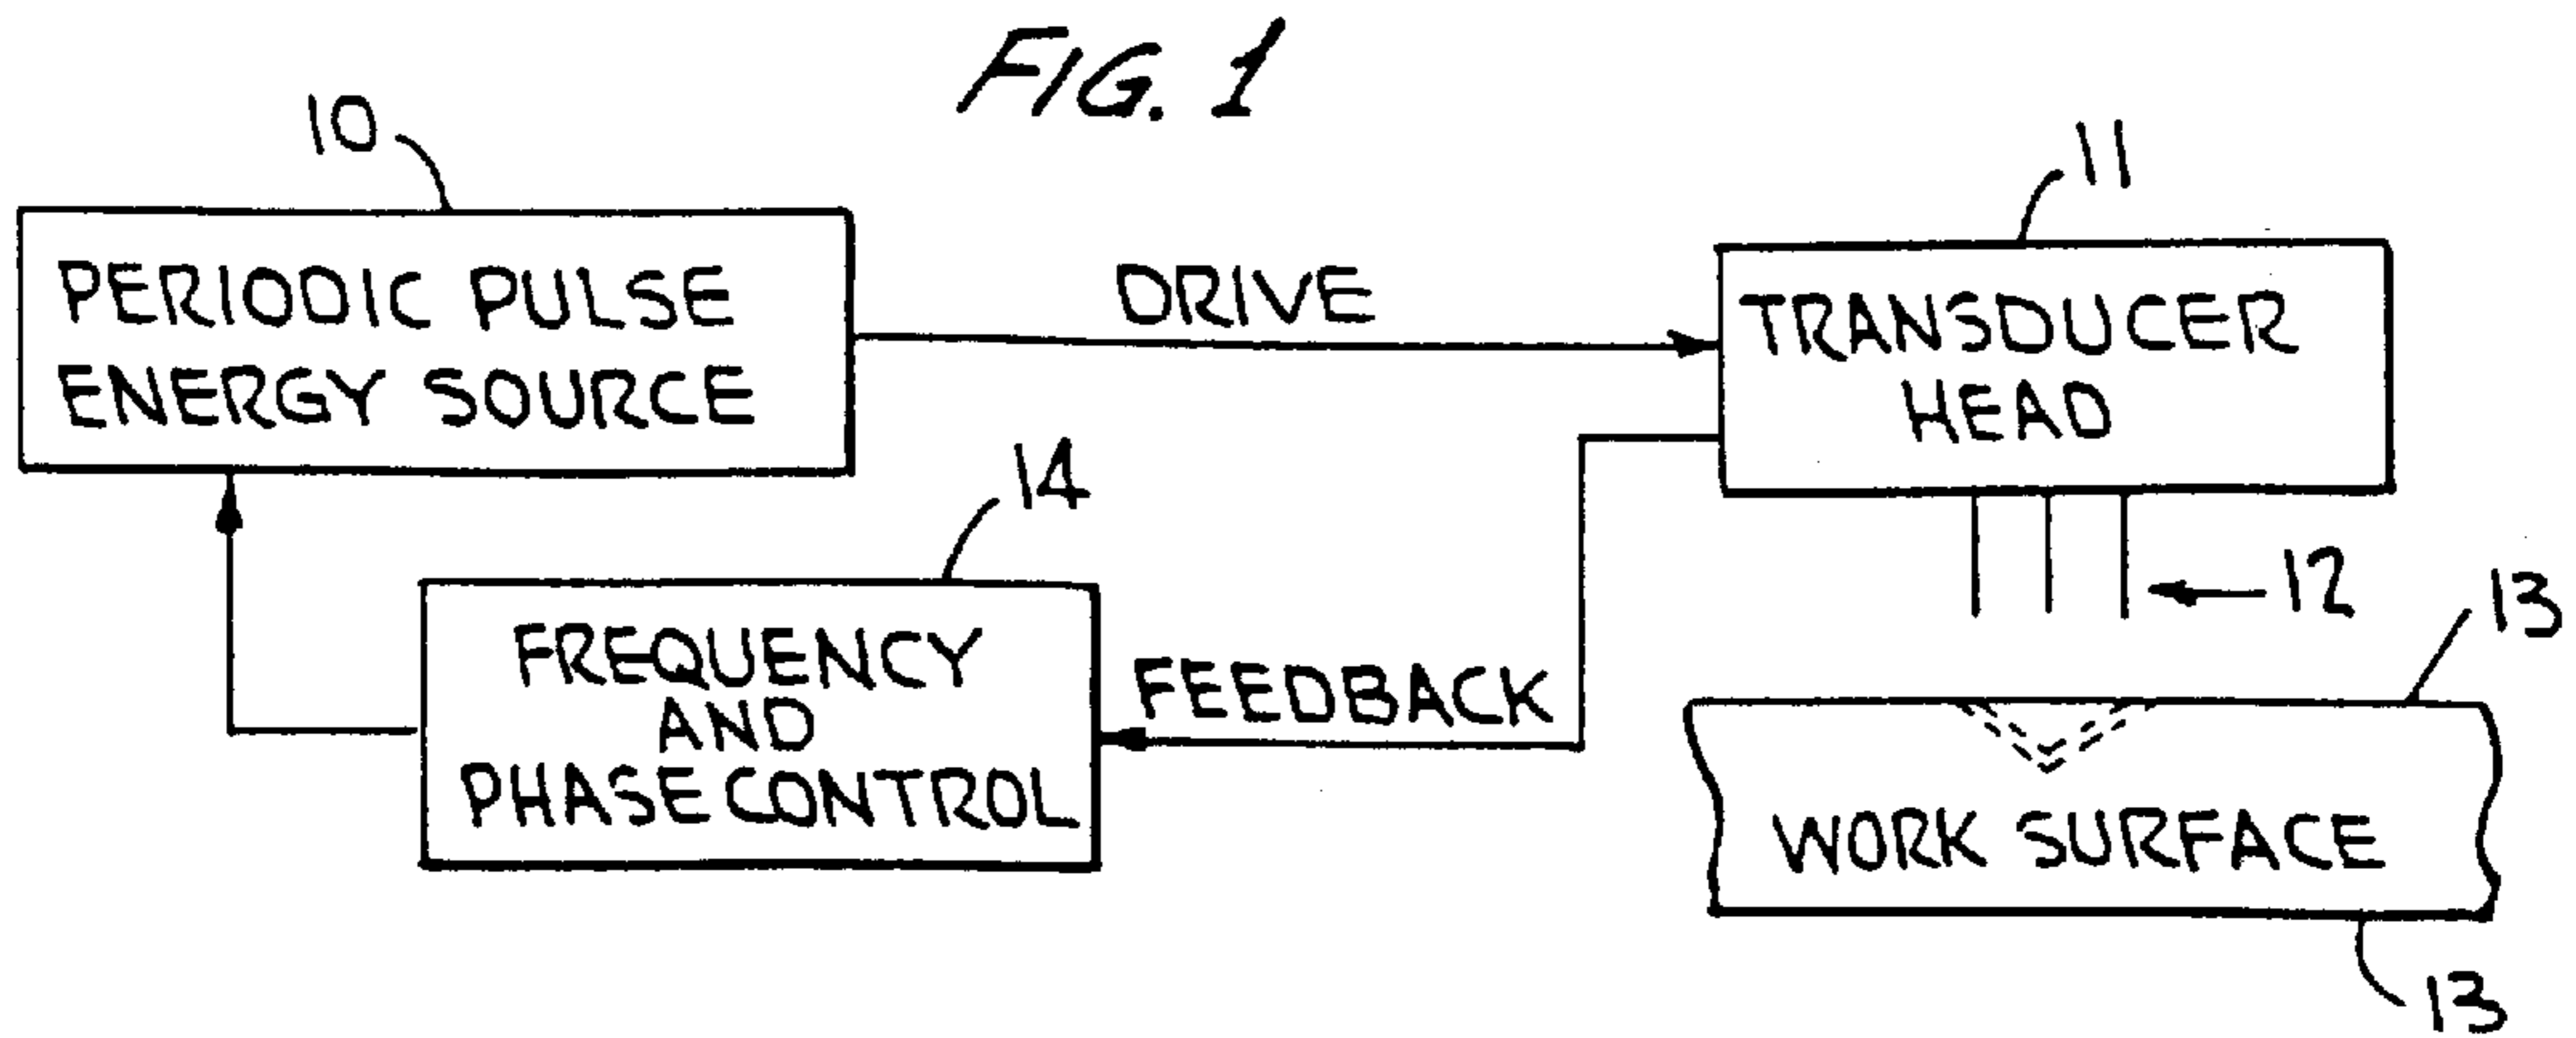 FIG. 1
10
11
PERIODIC PULSE
ENERGY SOURCE
DRIVE
TRANSDUCER
HEAD
14
12
13
FREQUENCY
AND
PHASE CONTROL
FEEDBACK
WORK SURFACE
13